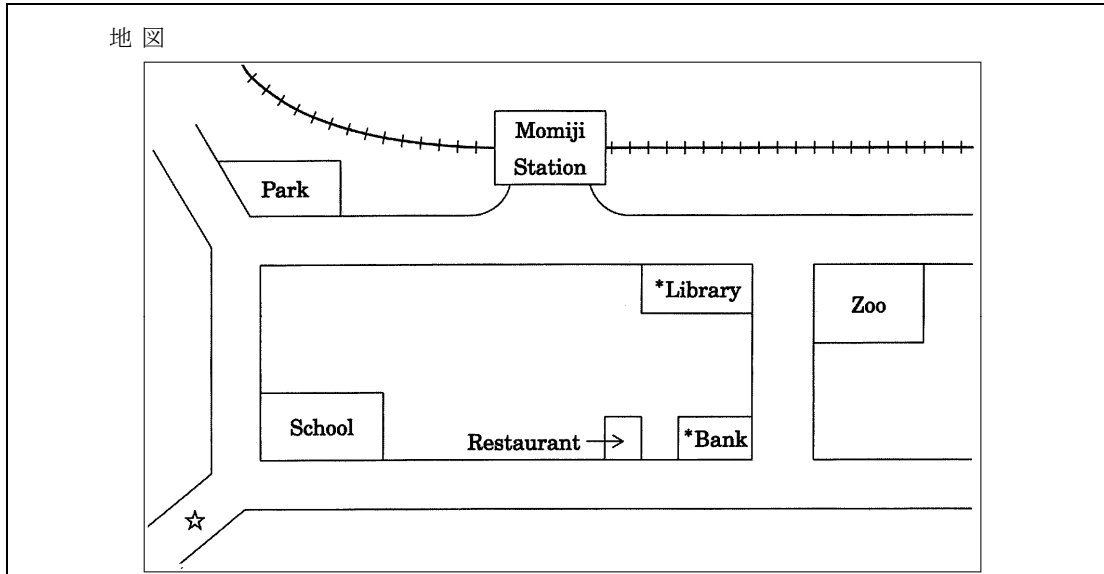 地図
Momiji
Station
Park
*Library
Zoo
School
Restaurant
*Bank